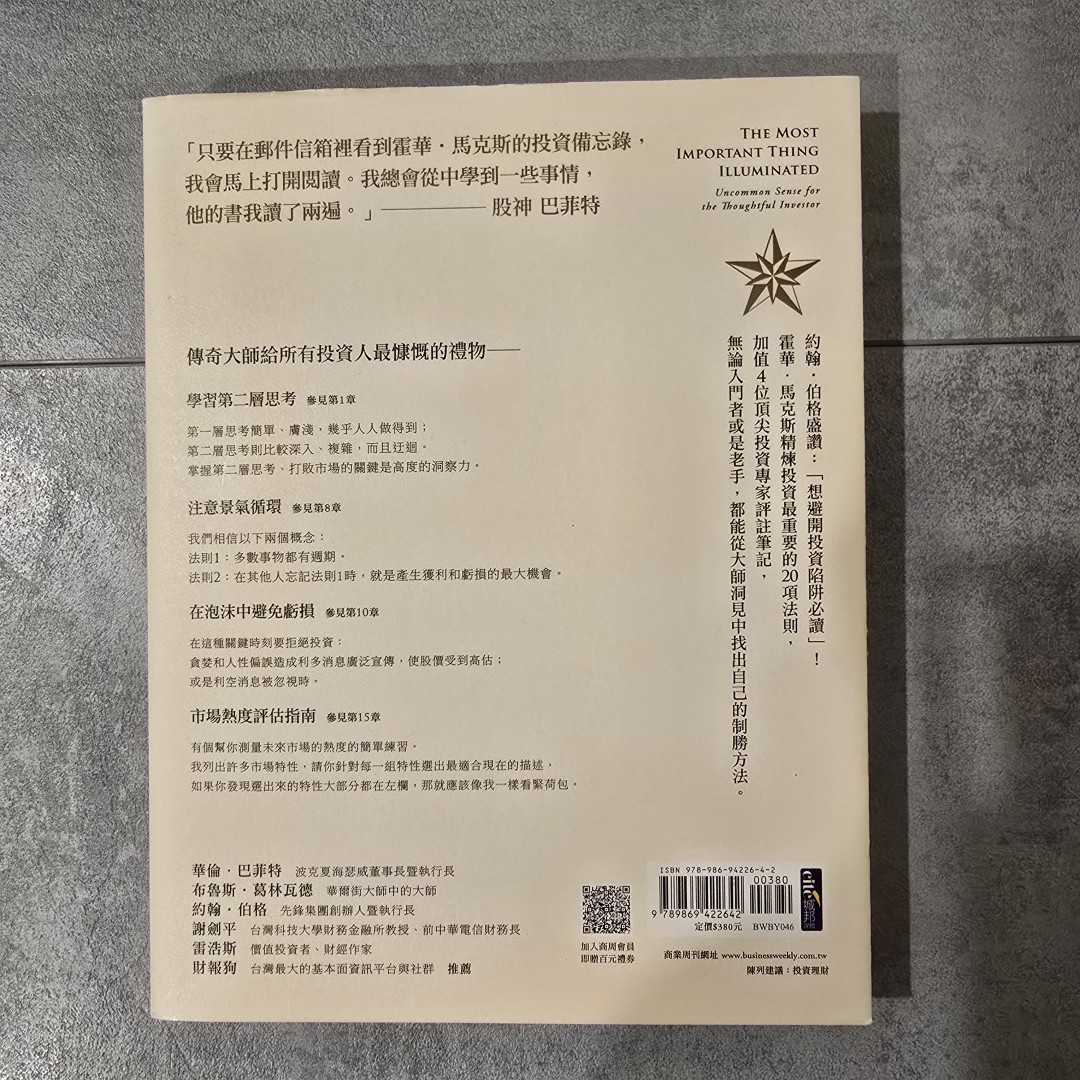 「只要在郵件信箱裡看到霍華・馬克斯的投資備忘錄，
我會馬上打開閱讀。我總會從中學到一些事情，
他的書我讀了兩遍。」———— 股神 巴菲特
THE MOST
IMPORTANT THING
ILLUMINATED
Uncommon Sense for
the Thoughtful Investor
約翰・伯格盛讚：「想避開投資陷阱必讀」！
霍華・馬克斯精煉投資最重要的20項法則，
加值4位頂尖投資專家評註筆記，
無論入門者或是老手，都能從大師洞見中找出自己的制勝方法。
傳奇大師給所有投資人最慷慨的禮物——
學習第二層思考 參見第1章
第一層思考簡單、膚淺，幾乎人人做得到；
第二層思考則比較深入、複雜，而且迂迴。
掌握第二層思考、打敗市場的關鍵是高度的洞察力。
注意景氣循環 參見第8章
我們相信以下兩個概念：
法則1：多數事物都有週期。
法則2：在其他人忘記法則1時，就是產生獲利和虧損的最大機會。
在泡沫中避免虧損 參見第10章
在這種關鍵時刻要拒絕投資：
貪婪和人性偏誤造成利多消息廣泛宣傳，使股價受到高估；
或是利空消息被忽視時。
市場熱度評估指南 參見第15章
有個幫你測量未來市場的熱度的簡單練習。
我列出許多市場特性，請你針對每一組特性選出最適合現在的描述，
如果你發現選出來的特性大部分都在左欄，那就應該像我一樣看緊荷包。
華倫・巴菲特 波克夏海瑟威董事長暨執行長
布魯斯・葛林瓦德 華爾街大師中的大師
約翰・伯格 先鋒集團創辦人暨執行長
謝劍平 台灣科技大學財務金融所教授、前中華電信財務長
雷浩斯 價值投資者、財經作家
財報狗 台灣最大的基本面資訊平台與社群 推薦
加入商周會員
即贈百元禮券
ISBN 978-986-94226-4-2
00380
9 789869 422642
定價$380元 BWBY046
cite城邦
商業周刊網址 www.businessweekly.com.tw
陳列建議：投資理財